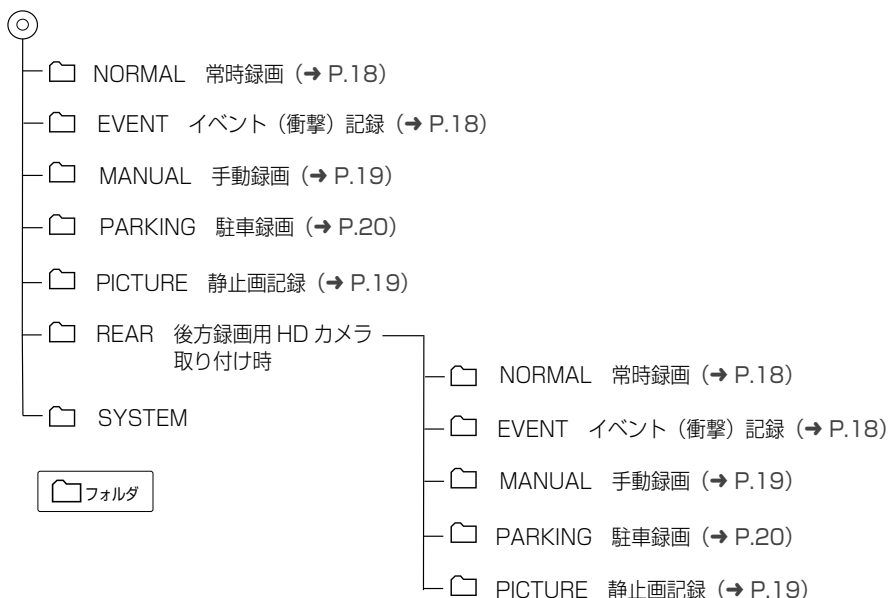 NORMAL 常時録画（➜ P.18）
EVENT イベント（衝撃）記録（➜ P.18）
MANUAL 手動録画（➜ P.19）
PARKING 駐車録画（➜ P.20）
PICTURE 静止画記録（➜ P.19）
REAR 後方録画用 HD カメラ
取り付け時
SYSTEM
フォルダ
NORMAL 常時録画（➜ P.18）
EVENT イベント（衝撃）記録（➜ P.18）
MANUAL 手動録画（➜ P.19）
PARKING 駐車録画（➜ P.20）
PICTURE 静止画記録（➜ P.19）